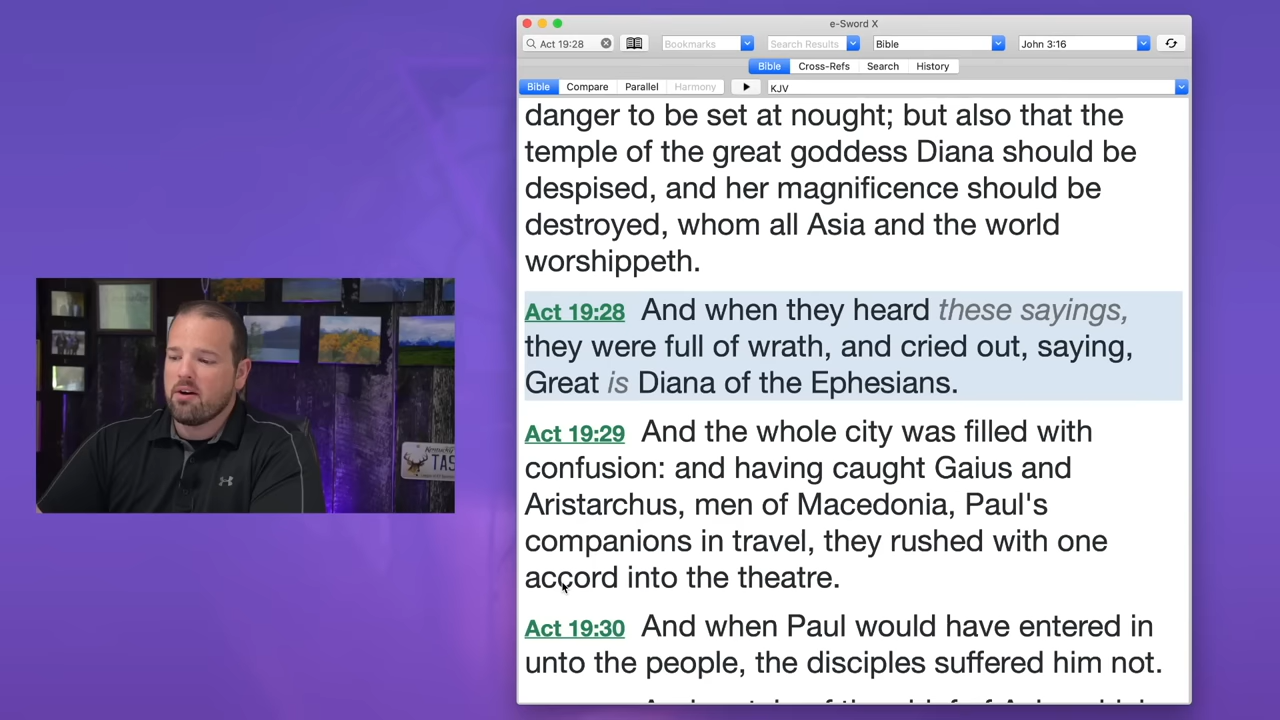 e-Sword X
Act 19:28
Bookmarks
Search Results
Bible
John 3:16
Bible Cross-Refs Search History
Bible Compare Parallel Harmony
KJV
danger to be set at nought; but also that the
temple of the great goddess Diana should be
despised, and her magnificence should be
destroyed, whom all Asia and the world
worshippeth.
Act 19:28 And when they heard these sayings,
they were full of wrath, and cried out, saying,
Great is Diana of the Ephesians.
Act 19:29 And the whole city was filled with
confusion: and having caught Gaius and
Aristarchus, men of Macedonia, Paul's
companions in travel, they rushed with one
accord into the theatre.
Act 19:30 And when Paul would have entered in
unto the people, the disciples suffered him not.
Kentucky
TAS